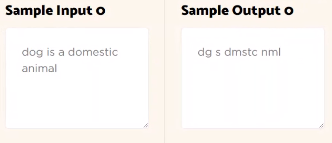 Sample Input 0
Sample Output 0
dog is a domestic
animal
dg s dmstc nml